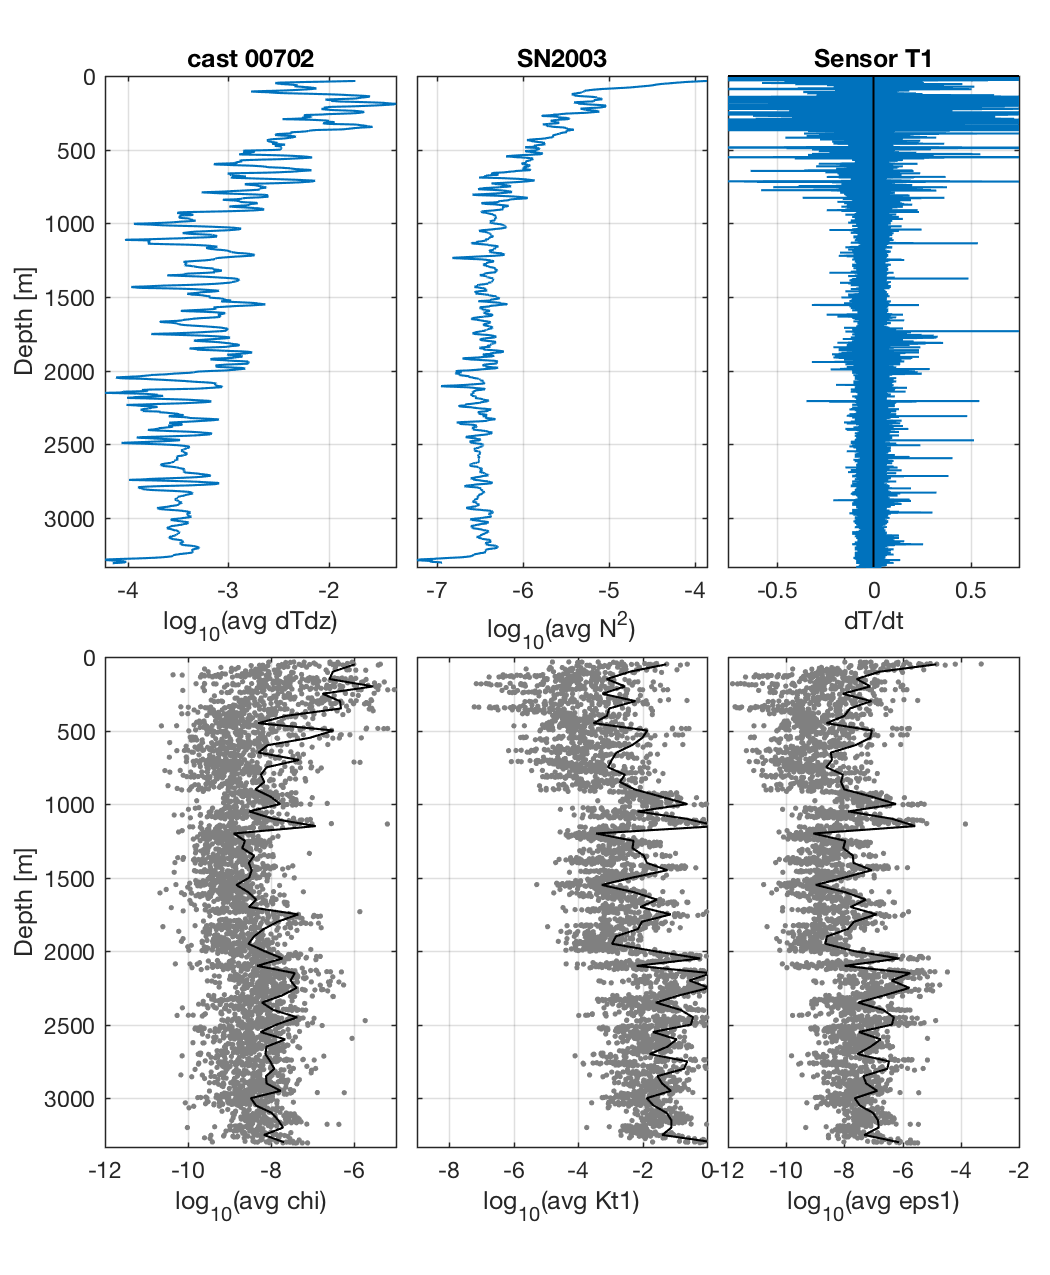 cast 00702 SN2003 Sensor T1
0
500
1000
1500
2000
2500
3000
Depth [m]
-4 -3 -2 -7 -6 -5 -4 -0.5 0 0.5
log10(avg dTdz) log10(avg N2) dT/dt
0
500
1000
1500
2000
2500
3000
Depth [m]
-12 -10 -8 -6 -8 -6 -4 -2 0 -12 -10 -8 -6 -4 -2
log10(avg chi) log10(avg Kt1) log10(avg eps1)